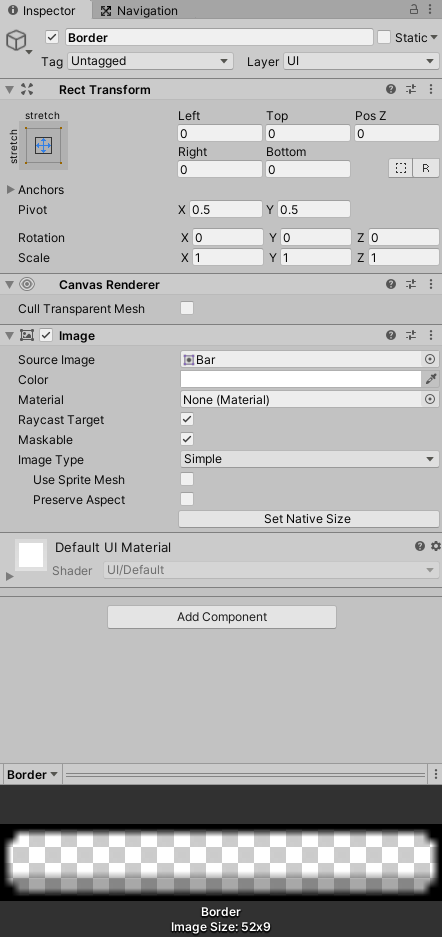 Inspector Navigation
Border Static
Tag Untagged Layer UI
Rect Transform
stretch
stretch
Left Top Pos Z
0 0 0
Right Bottom
0 0 R
Anchors
Pivot X 0.5 Y 0.5
Rotation X 0 Y 0 Z 0
Scale X 1 Y 1 Z 1
Canvas Renderer
Cull Transparent Mesh
Image
Source Image Bar
Color
Material None (Material)
Raycast Target
Maskable
Image Type Simple
Use Sprite Mesh
Preserve Aspect
Set Native Size
Default UI Material
Shader UI/Default
Add Component
Border
Border
Image Size: 52x9